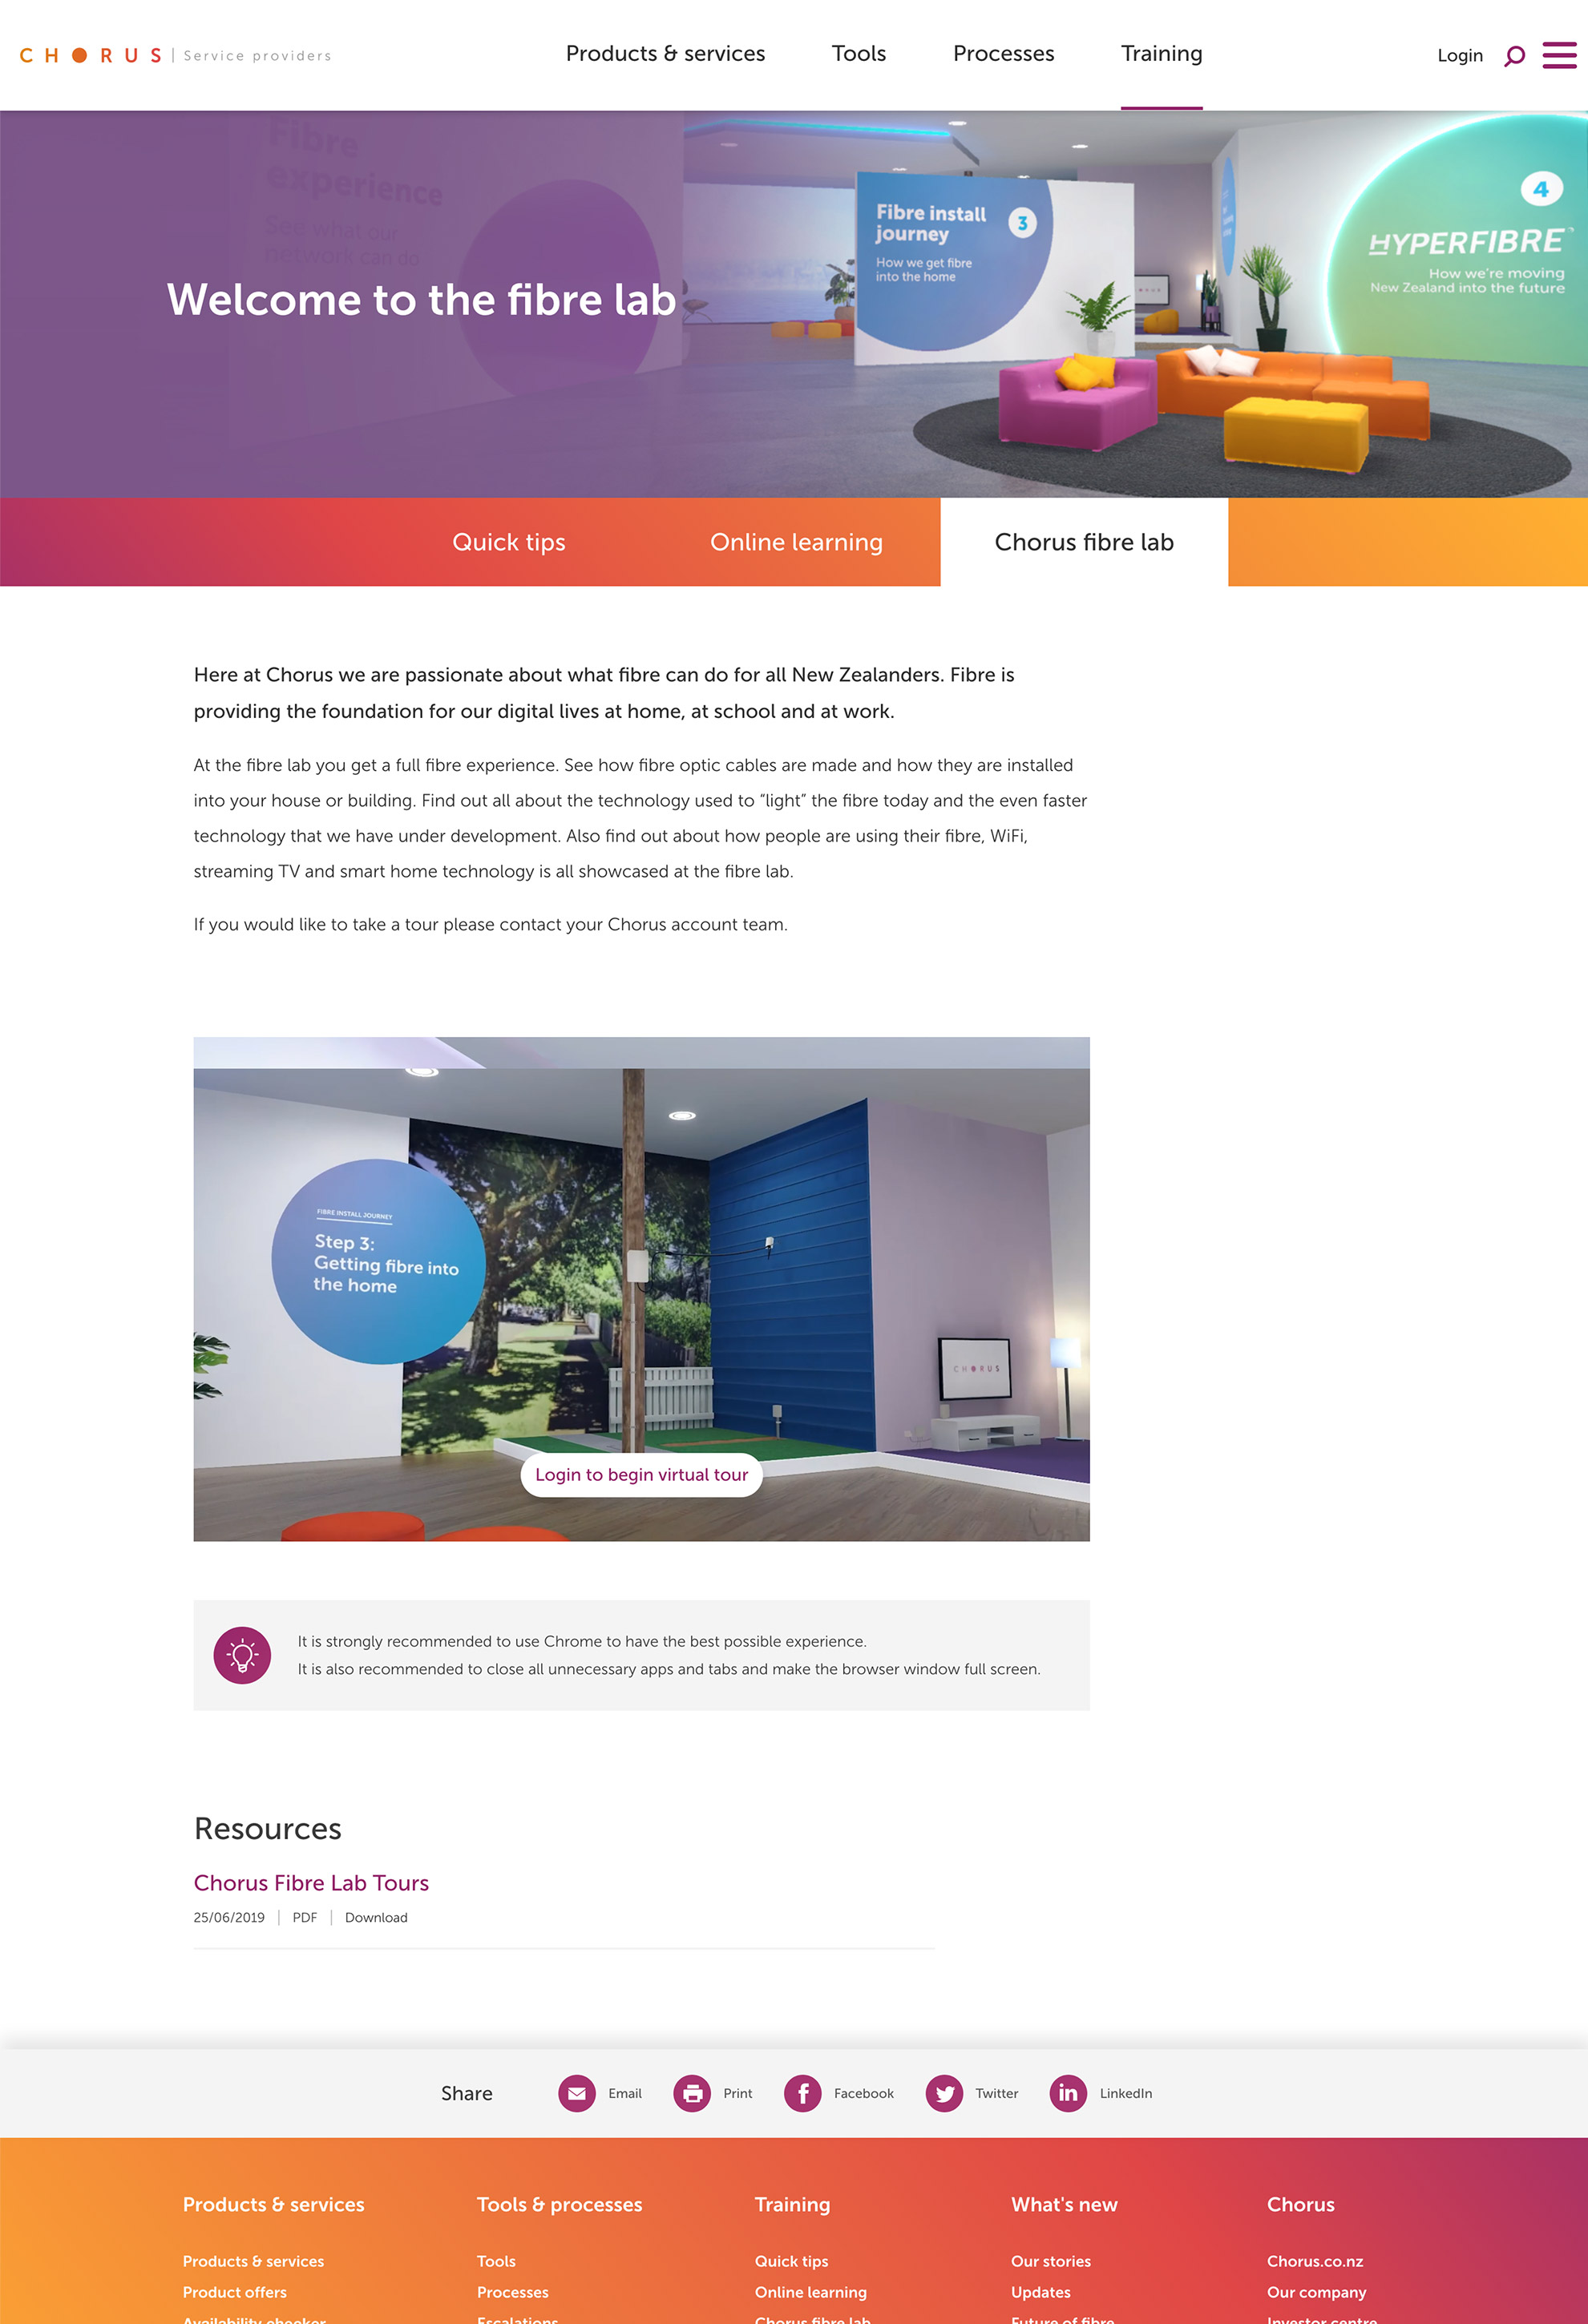 CHORUS | Service providers
Products & services
Tools
Processes
Training
Login
Fibre
experience
See what our
network can do
Welcome to the fibre lab
Fibre install
journey
3
How we get fibre
into the home
4
HYPERFIBRE
How we're moving
New Zealand into the future
Quick tips
Online learning
Chorus fibre lab
Here at Chorus we are passionate about what fibre can do for all New Zealanders. Fibre is
providing the foundation for our digital lives at home, at school and at work.
At the fibre lab you get a full fibre experience. See how fibre optic cables are made and how they are installed
into your house or building. Find out all about the technology used to “light” the fibre today and the even faster
technology that we have under development. Also find out about how people are using their fibre, WiFi,
streaming TV and smart home technology is all showcased at the fibre lab.
If you would like to take a tour please contact your Chorus account team.
FIBRE INSTALL JOURNEY
Step 3:
Getting fibre into
the home
CHORUS
Login to begin virtual tour
It is strongly recommended to use Chrome to have the best possible experience.
It is also recommended to close all unnecessary apps and tabs and make the browser window full screen.
Resources
Chorus Fibre Lab Tours
25/06/2019 | PDF | Download
Share
Email
Print
Facebook
Twitter
LinkedIn
Products & services
Tools & processes
Training
What's new
Chorus
Products & services
Tools
Quick tips
Our stories
Chorus.co.nz
Product offers
Processes
Online learning
Updates
Our company
Availability checker
Escalations
Chorus fibre lab
Future of fibre
Investor centre